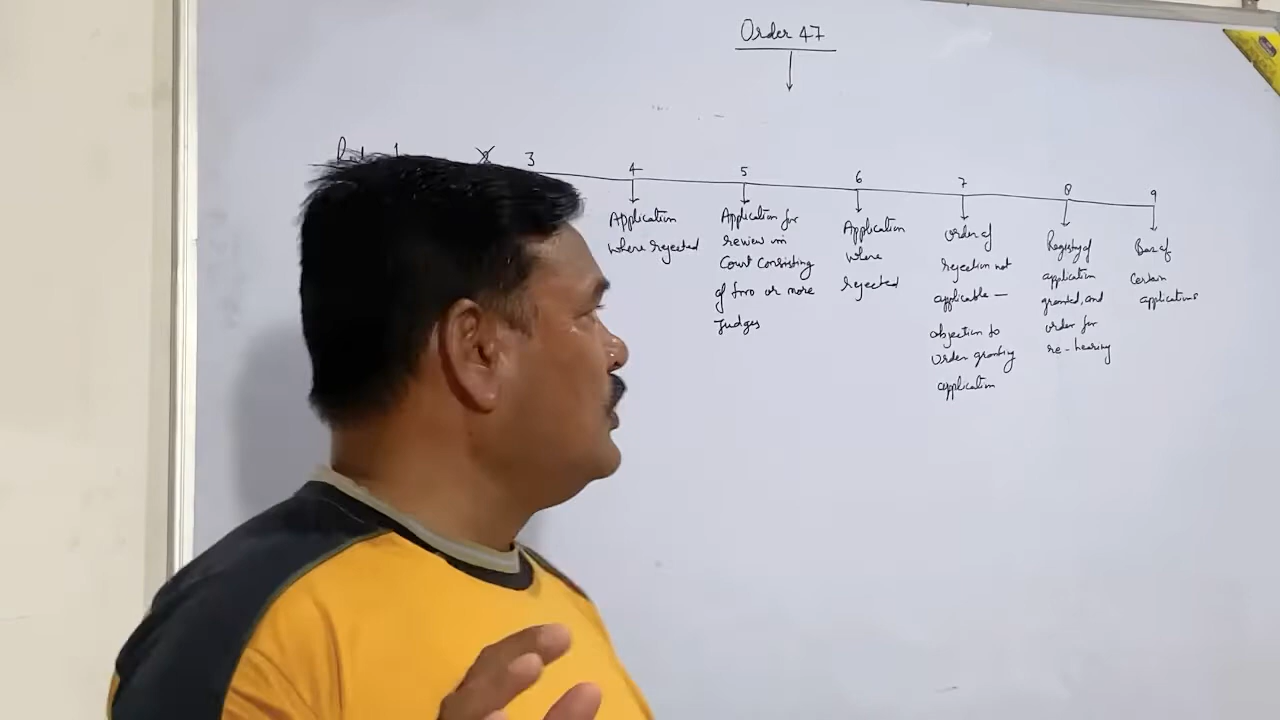 Order 47
1
2
3
4
5
6
7
8
9
Application
where rejected
Application for
review in
Court consisting
of two or more
Judges
Application
where
rejected
Order of
rejection not
applicable —
objection to
Order granting
application
Registry of
application
granted, and
order for
re-hearing
Bar of
Certain
applications